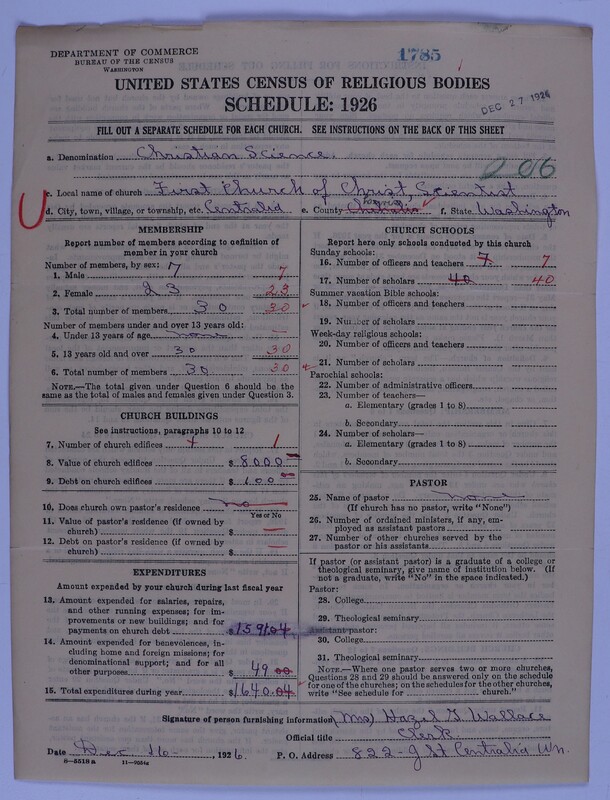 DEPARTMENT OF COMMERCE
BUREAU OF THE CENSUS
WASHINGTON
1785
UNITED STATES CENSUS OF RELIGIOUS BODIES
SCHEDULE: 1926
DEC 27 1926
FILL OUT A SEPARATE SCHEDULE FOR EACH CHURCH. SEE INSTRUCTIONS ON THE BACK OF THIS SHEET
a. Denomination Christian Science.
206
c. Local name of church First Church of Christ, Scientist
d. City, town, village, or township, etc. Centralia e. County Chehalis f. State Washington
MEMBERSHIP
Report number of members according to definition of
member in your church
Number of members, by sex:
1. Male 7 7
2. Female 23 23
3. Total number of members 30 30
Number of members under and over 13 years old:
4. Under 13 years of age none —
5. 13 years old and over 30 30
6. Total number of members 30 30
NOTE.—The total given under Question 6 should be
the same as the total of males and females given under Question 3.
CHURCH BUILDINGS
See instructions, paragraphs 10 to 12
7. Number of church edifices 1 1
8. Value of church edifices $ 8000
9. Debt on church edifices $ 100
10. Does church own pastor's residence no
Yes or No
11. Value of pastor's residence (if owned by
church) $ —
12. Debt on pastor's residence (if owned by
church) $ —
EXPENDITURES
Amount expended by your church during last fiscal year
13. Amount expended for salaries, repairs,
and other running expenses; for im-
provements or new buildings; and for
payments on church debt $1591.04
14. Amount expended for benevolences, in-
cluding home and foreign missions; for
denominational support; and for all
other purposes $ 49 00
15. Total expenditures during year $1640.04
CHURCH SCHOOLS
Report here only schools conducted by this church
Sunday schools:
16. Number of officers and teachers 7 7
17. Number of scholars 40 40
Summer vacation Bible schools:
18. Number of officers and teachers
19. Number of scholars
Week-day religious schools:
20. Number of officers and teachers
21. Number of scholars
Parochial schools:
22. Number of administrative officers
23. Number of teachers—
a. Elementary (grades 1 to 8)
b. Secondary
24. Number of scholars—
a. Elementary (grades 1 to 8)
b. Secondary
PASTOR
25. Name of pastor none
(If church has no pastor, write "None")
26. Number of ordained ministers, if any, em-
ployed as assistant pastors
27. Number of other churches served by the
pastor or his assistants
If pastor (or assistant pastor) is a graduate of a college or
theological seminary, give name of institution below. (If
not a graduate, write "No" in the space indicated.)
Pastor:
28. College
29. Theological seminary
Assistant pastor:
30. College
31. Theological seminary
NOTE.—Where one pastor serves two or more churches,
Questions 28 and 29 should be answered only on the schedule
for one of the churches; on the schedules for the other churches,
write "See schedule for church."
Signature of person furnishing information Mrs Hazel G Wallace
Official title Clerk
Date Dec 16, 1926. P. O. Address 822- G St Centralia Wn.
8-5518 a 11-9554a